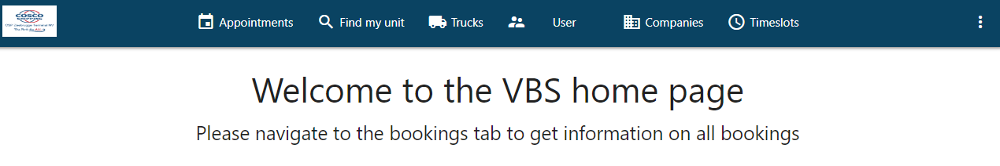 COSCO
SHIPPING
CSP Zeebrugge Terminal NV
The Port for ALL
Appointments
Find my unit
Trucks
User
Companies
Timeslots
Welcome to the VBS home page
Please navigate to the bookings tab to get information on all bookings